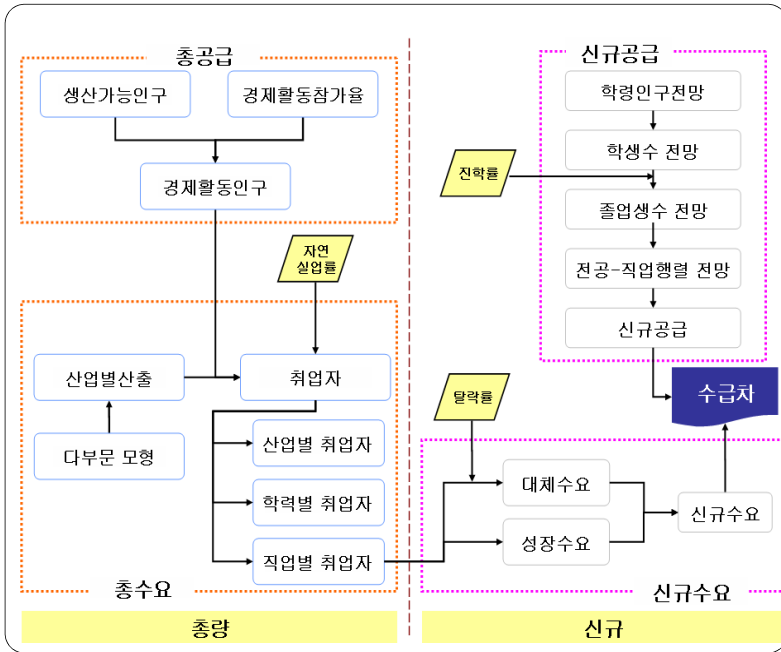 총공급
생산가능인구
경제활동참가율
경제활동인구
자연
실업률
산업별산출
취업자
다부문 모형
산업별 취업자
학력별 취업자
직업별 취업자
총수요
총량
신규공급
학령인구전망
학생수 전망
진학률
졸업생수 전망
전공-직업행렬 전망
신규공급
수급차
탈락률
대체수요
성장수요
신규수요
신규수요
신규